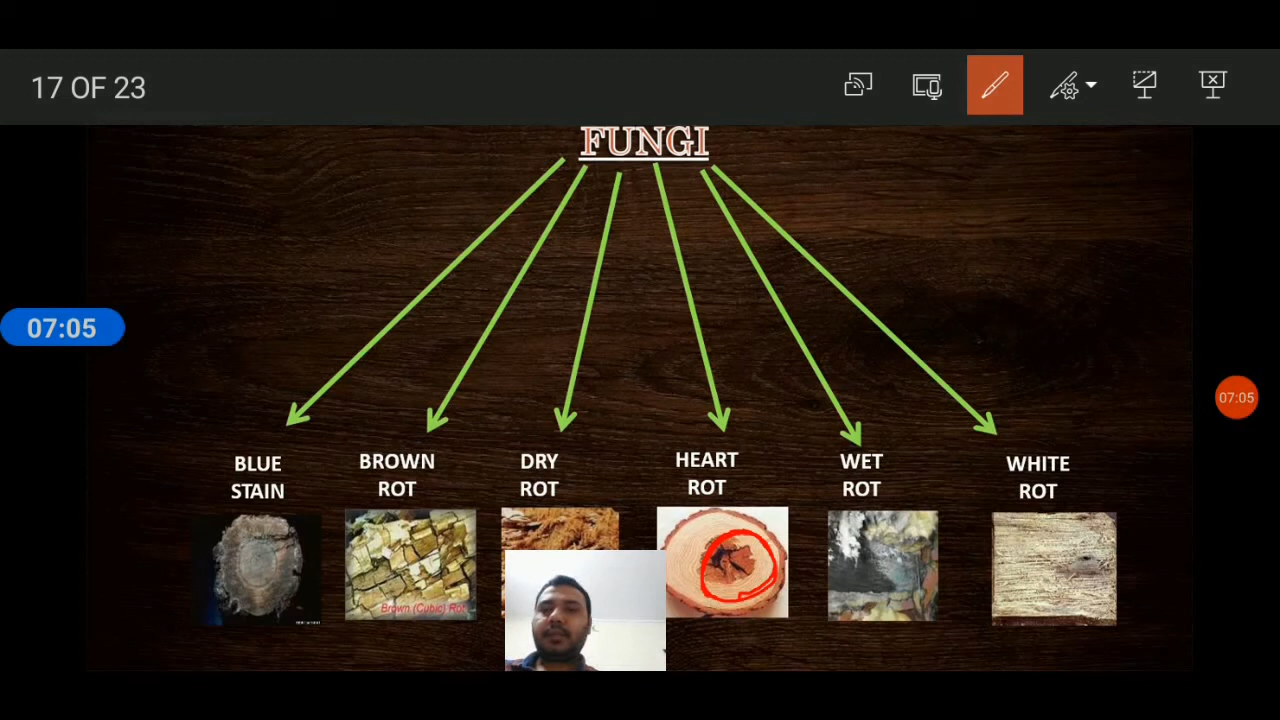 17 OF 23
FUNGI
07:05
07:05
BLUE
STAIN
BROWN
ROT
DRY
ROT
HEART
ROT
WET
ROT
WHITE
ROT
Brown (Cubic) Rot